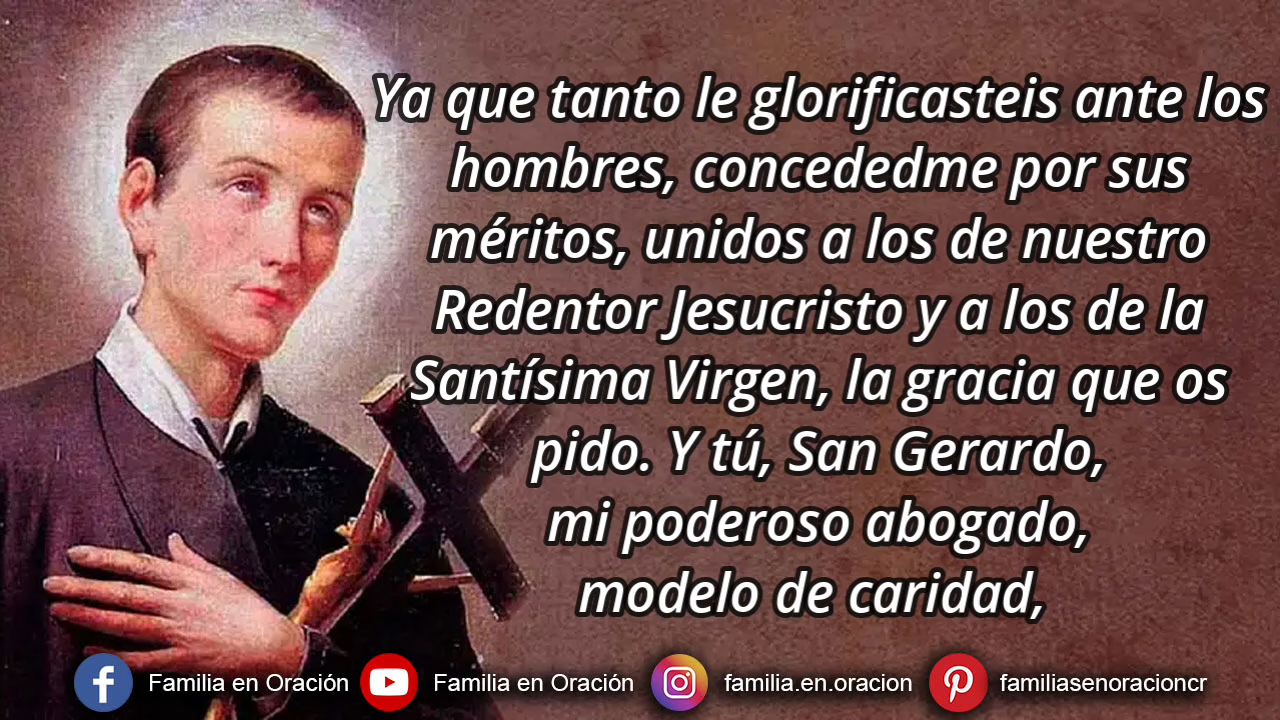 Ya que tanto le glorificasteis ante los
hombres, concededme por sus
méritos, unidos a los de nuestro
Redentor Jesucristo y a los de la
Santísima Virgen, la gracia que os
pido. Y tú, San Gerardo,
mi poderoso abogado,
modelo de caridad,
Familia en Oración
Familia en Oración
familia.en.oracion
familiasenoracioncr